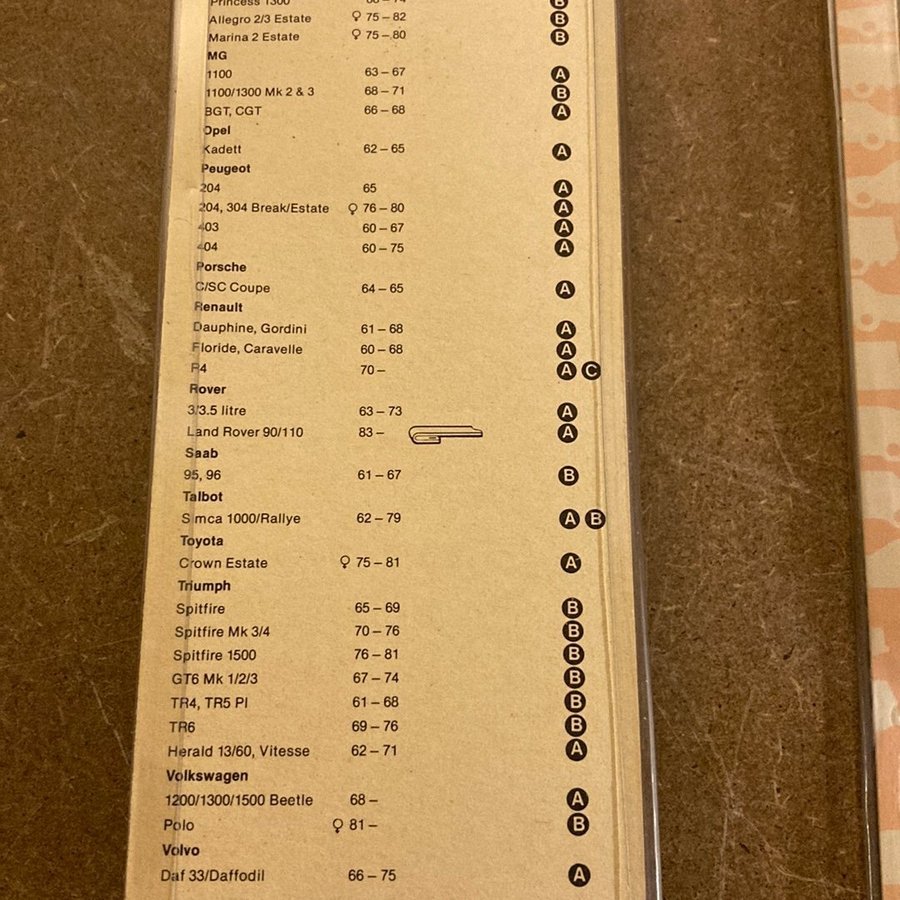 Princess 1300 68 – 74 B
Allegro 2/3 Estate ♀ 75 – 82 B
Marina 2 Estate ♀ 75 – 80 B
MG
1100 63 – 67 A
1100/1300 Mk 2 & 3 68 – 71 B
BGT, CGT 66 – 68 A
Opel
Kadett 62 – 65 A
Peugeot
204 65 A
204, 304 Break/Estate ♀ 76 – 80 A
403 60 – 67 A
404 60 – 75 A
Porsche
C/SC Coupe 64 – 65 A
Renault
Dauphine, Gordini 61 – 68 A
Floride, Caravelle 60 – 68 A
R4 70 – A C
Rover
3/3.5 litre 63 – 73 A
Land Rover 90/110 83 – A
Saab
95, 96 61 – 67 B
Talbot
Simca 1000/Rallye 62 – 79 A B
Toyota
Crown Estate ♀ 75 – 81 A
Triumph
Spitfire 65 – 69 B
Spitfire Mk 3/4 70 – 76 B
Spitfire 1500 76 – 81 B
GT6 Mk 1/2/3 67 – 74 B
TR4, TR5 PI 61 – 68 B
TR6 69 – 76 B
Herald 13/60, Vitesse 62 – 71 A
Volkswagen
1200/1300/1500 Beetle 68 – A
Polo ♀ 81 – B
Volvo
Daf 33/Daffodil 66 – 75 A